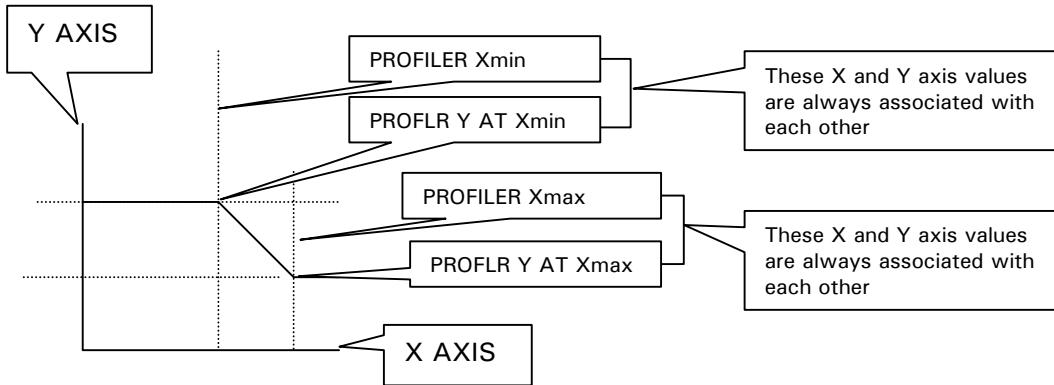 Y AXIS
PROFILER Xmin
PROFLR Y AT Xmin
These X and Y axis values
are always associated with
each other
PROFILER Xmax
PROFLR Y AT Xmax
These X and Y axis values
are always associated with
each other
X AXIS